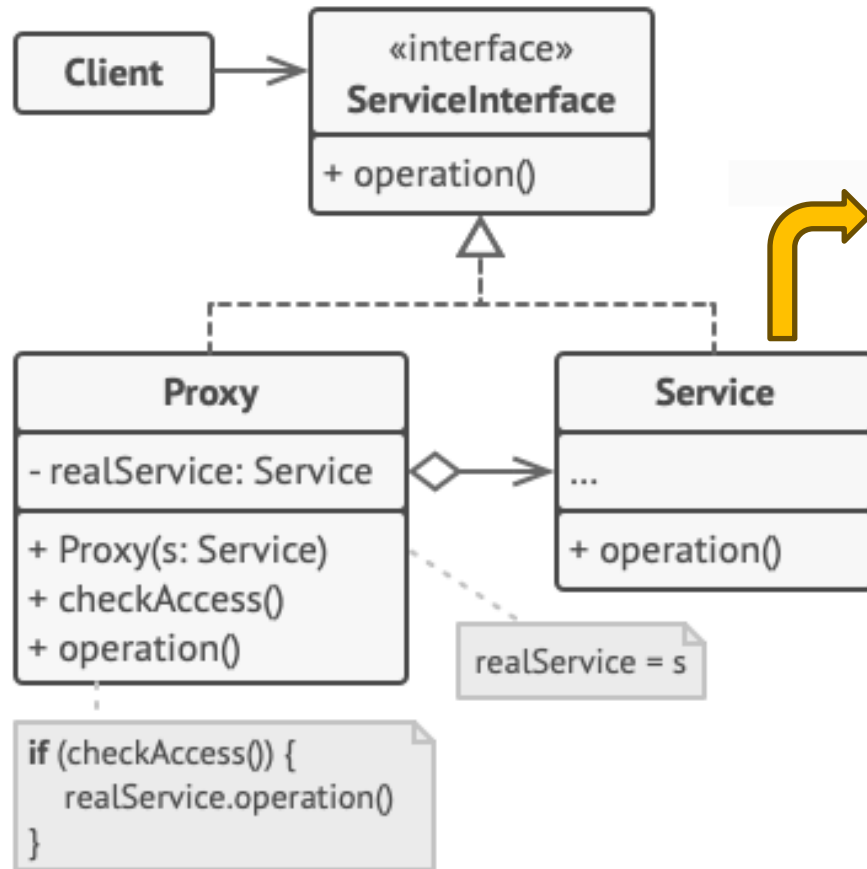 Client
«interface»
ServiceInterface
+ operation()
Proxy
- realService: Service
+ Proxy(s: Service)
+ checkAccess()
+ operation()
Service
...
+ operation()
realService = s
if (checkAccess()) {
realService.operation()
}